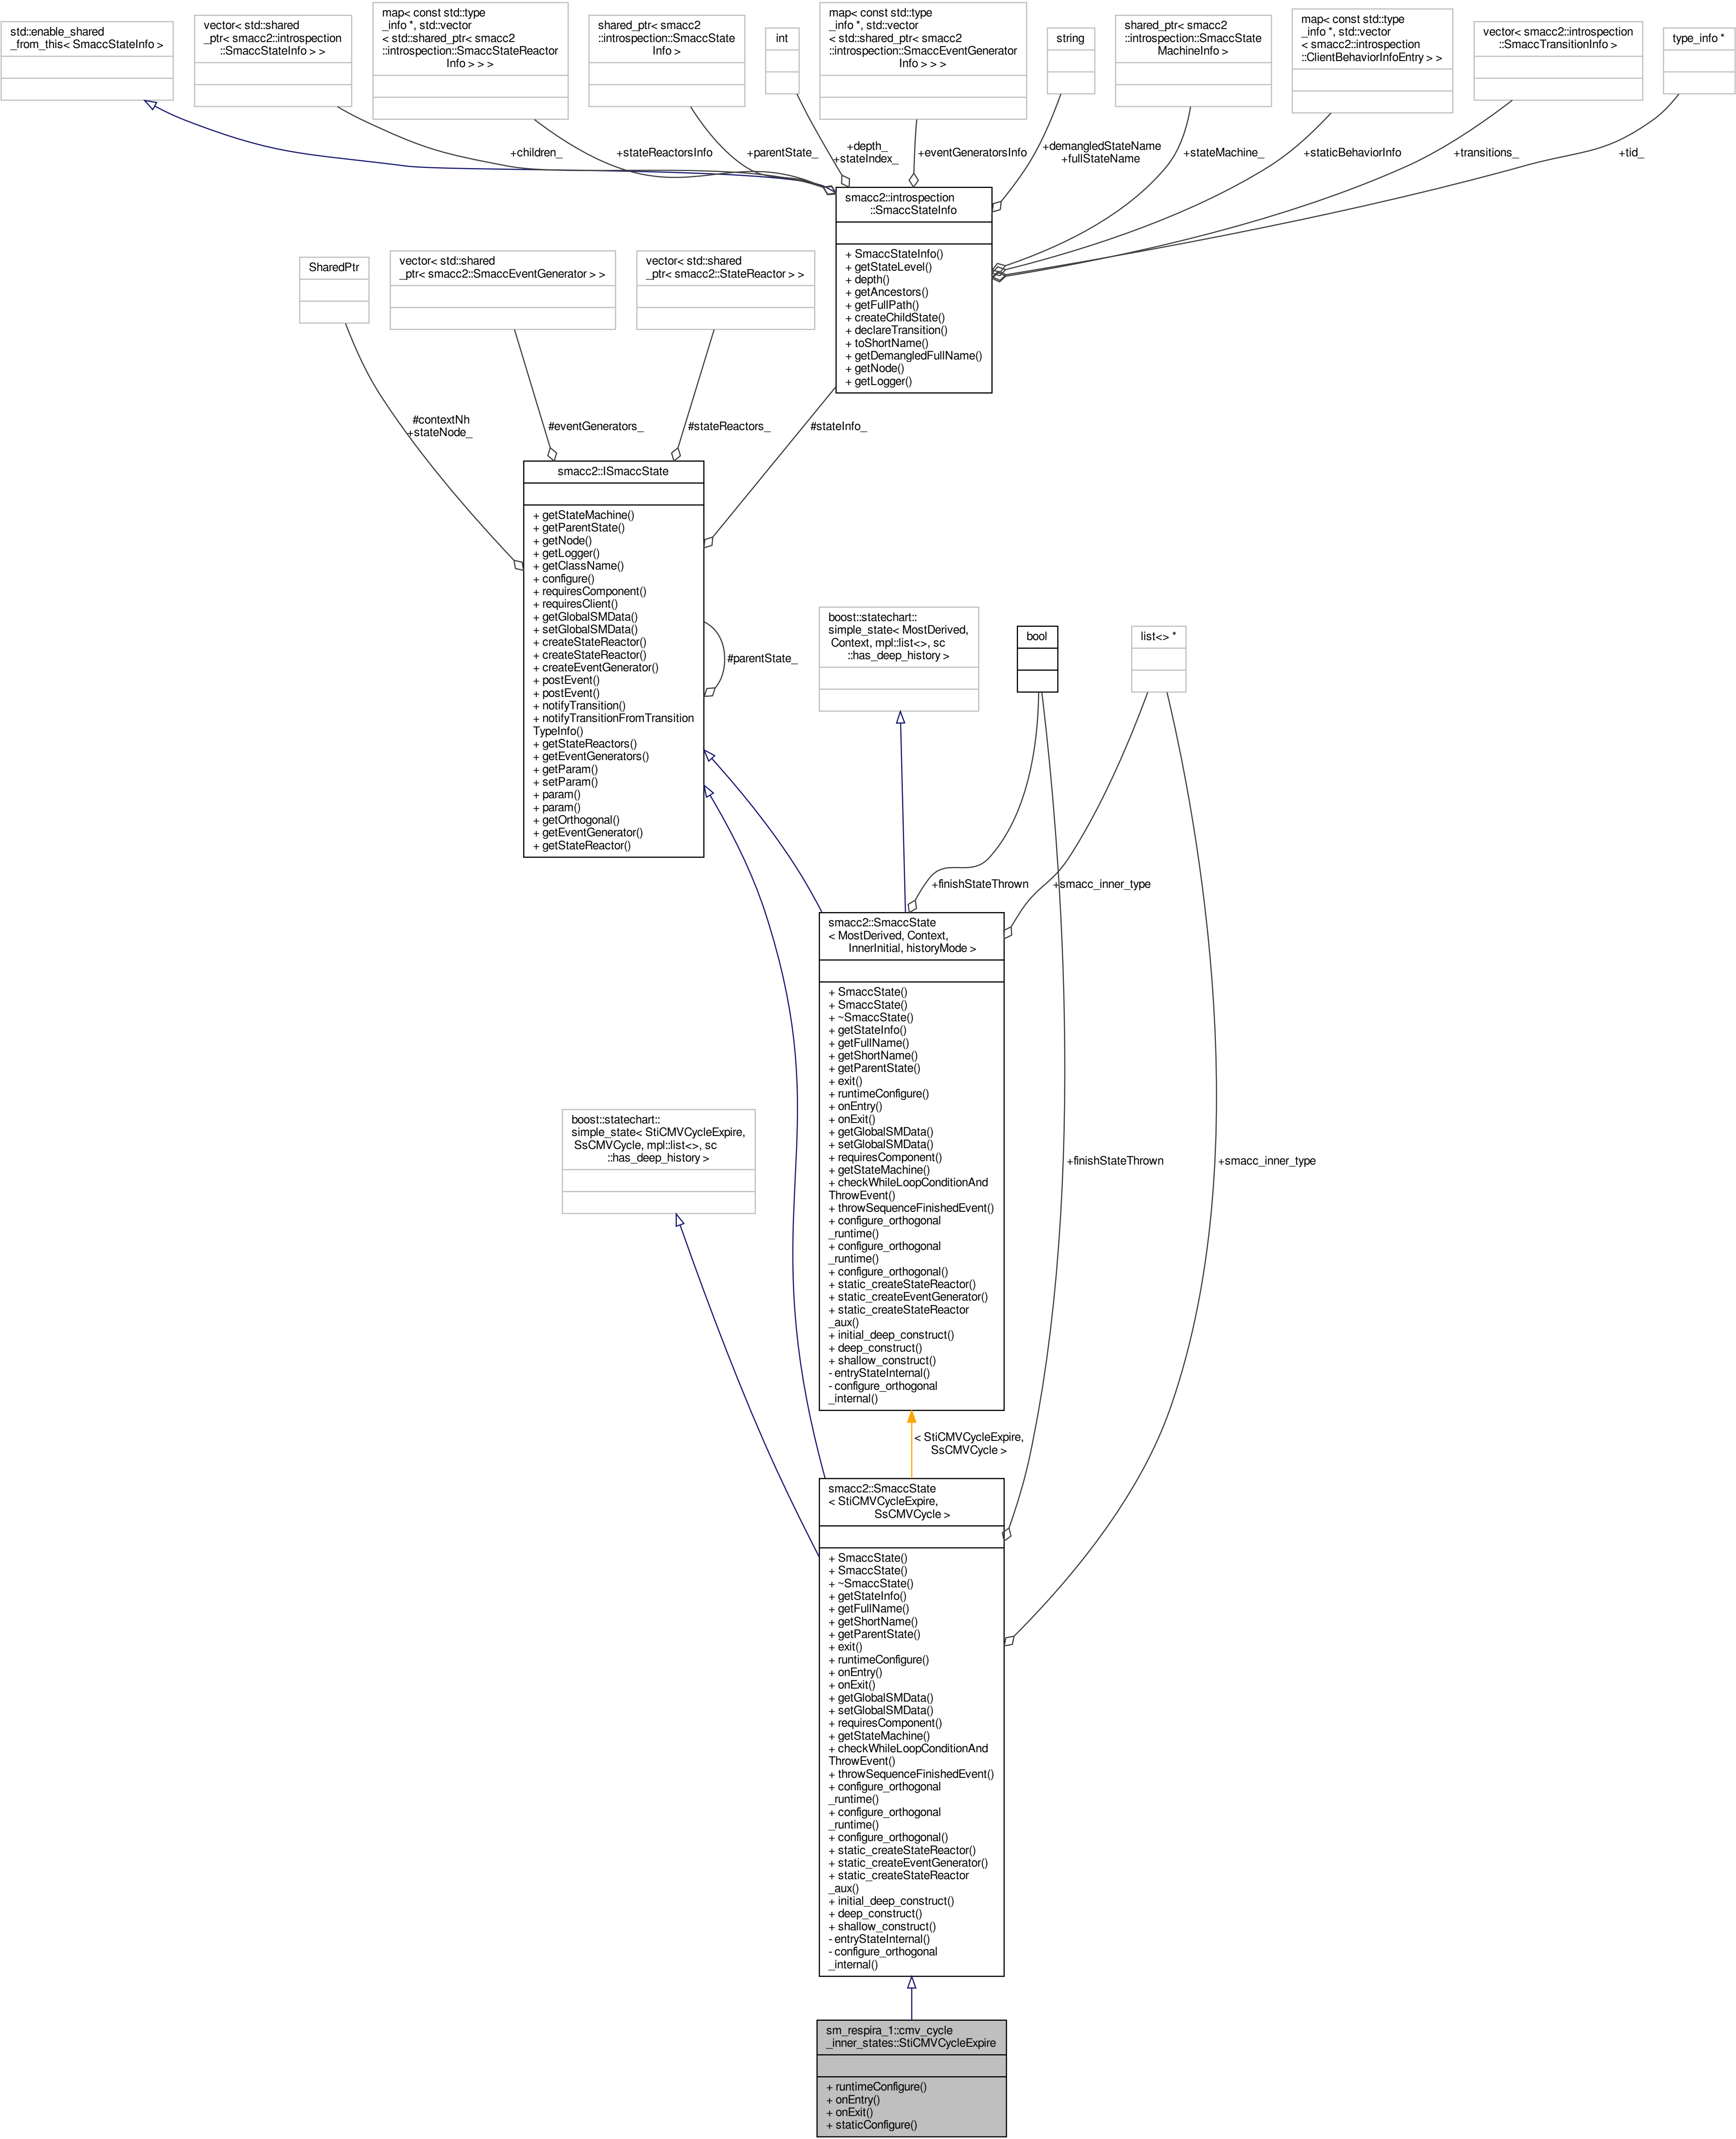 std::enable_shared
_from_this< SmaccStateInfo >
vector< std::shared
_ptr< smacc2::introspection
::SmaccStateInfo > >
map< const std::type
_info *, std::vector
< std::shared_ptr< smacc2
::introspection::SmaccStateReactor
Info > > >
shared_ptr< smacc2
::introspection::SmaccState
Info >
int
map< const std::type
_info *, std::vector
< std::shared_ptr< smacc2
::introspection::SmaccEventGenerator
Info > > >
string
shared_ptr< smacc2
::introspection::SmaccState
MachineInfo >
map< const std::type
_info *, std::vector
< smacc2::introspection
::ClientBehaviorInfoEntry > >
vector< smacc2::introspection
::SmaccTransitionInfo >
type_info *
+children_
+stateReactorsInfo
+parentState_
+depth_
+stateIndex_
+eventGeneratorsInfo
+demangledStateName
+fullStateName
+stateMachine_
+staticBehaviorInfo
+transitions_
+tid_
smacc2::introspection
::SmaccStateInfo
+ SmaccStateInfo()
+ getStateLevel()
+ depth()
+ getAncestors()
+ getFullPath()
+ createChildState()
+ declareTransition()
+ toShortName()
+ getDemangledFullName()
+ getNode()
+ getLogger()
SharedPtr
vector< std::shared
_ptr< smacc2::SmaccEventGenerator > >
vector< std::shared
_ptr< smacc2::StateReactor > >
#contextNh
+stateNode_
#eventGenerators_
#stateReactors_
#stateInfo_
smacc2::ISmaccState
+ getStateMachine()
+ getParentState()
+ getNode()
+ getLogger()
+ getClassName()
+ configure()
+ requiresComponent()
+ requiresClient()
+ getGlobalSMData()
+ setGlobalSMData()
+ createStateReactor()
+ createStateReactor()
+ createEventGenerator()
+ postEvent()
+ postEvent()
+ notifyTransition()
+ notifyTransitionFromTransition
TypeInfo()
+ getStateReactors()
+ getEventGenerators()
+ getParam()
+ setParam()
+ param()
+ param()
+ getOrthogonal()
+ getEventGenerator()
+ getStateReactor()
#parentState_
boost::statechart::
simple_state< MostDerived,
Context, mpl::list<>, sc
::has_deep_history >
bool
list<> *
+finishStateThrown
+smacc_inner_type
smacc2::SmaccState
< MostDerived, Context,
InnerInitial, historyMode >
+ SmaccState()
+ SmaccState()
+ ~SmaccState()
+ getStateInfo()
+ getFullName()
+ getShortName()
+ getParentState()
+ exit()
+ runtimeConfigure()
+ onEntry()
+ onExit()
+ getGlobalSMData()
+ setGlobalSMData()
+ requiresComponent()
+ getStateMachine()
+ checkWhileLoopConditionAnd
ThrowEvent()
+ throwSequenceFinishedEvent()
+ configure_orthogonal
_runtime()
+ configure_orthogonal
_runtime()
+ configure_orthogonal()
+ static_createStateReactor()
+ static_createEventGenerator()
+ static_createStateReactor
_aux()
+ initial_deep_construct()
+ deep_construct()
+ shallow_construct()
- entryStateInternal()
- configure_orthogonal
_internal()
boost::statechart::
simple_state< StiCMVCycleExpire,
SsCMVCycle, mpl::list<>, sc
::has_deep_history >
+finishStateThrown
+smacc_inner_type
< StiCMVCycleExpire,
SsCMVCycle >
smacc2::SmaccState
< StiCMVCycleExpire,
SsCMVCycle >
+ SmaccState()
+ SmaccState()
+ ~SmaccState()
+ getStateInfo()
+ getFullName()
+ getShortName()
+ getParentState()
+ exit()
+ runtimeConfigure()
+ onEntry()
+ onExit()
+ getGlobalSMData()
+ setGlobalSMData()
+ requiresComponent()
+ getStateMachine()
+ checkWhileLoopConditionAnd
ThrowEvent()
+ throwSequenceFinishedEvent()
+ configure_orthogonal
_runtime()
+ configure_orthogonal
_runtime()
+ configure_orthogonal()
+ static_createStateReactor()
+ static_createEventGenerator()
+ static_createStateReactor
_aux()
+ initial_deep_construct()
+ deep_construct()
+ shallow_construct()
- entryStateInternal()
- configure_orthogonal
_internal()
sm_respira_1::cmv_cycle
_inner_states::StiCMVCycleExpire
+ runtimeConfigure()
+ onEntry()
+ onExit()
+ staticConfigure()